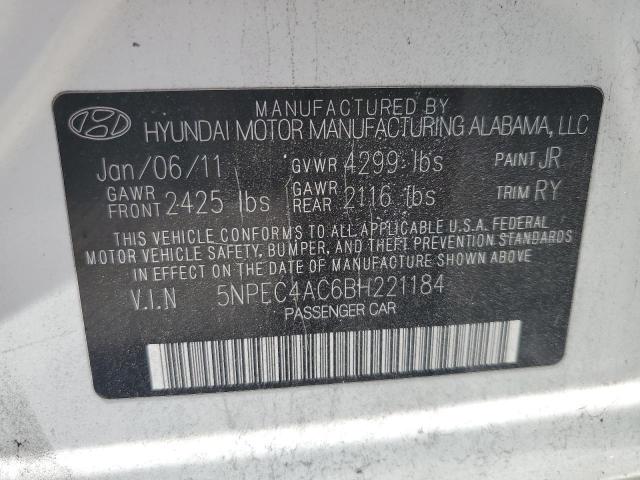 MANUFACTURED BY
HYUNDAI MOTOR MANUFACTURING ALABAMA, LLC
Jan/06/11 GVWR 4299 lbs PAINT JR
GAWR FRONT 2425 lbs GAWR REAR 2116 lbs TRIM RY
THIS VEHICLE CONFORMS TO ALL APPLICABLE U.S.A. FEDERAL
MOTOR VEHICLE SAFETY, BUMPER, AND THEFT PREVENTION STANDARDS
IN EFFECT ON THE DATE OF MANUFACTURE SHOWN ABOVE
V.I.N 5NPEC4AC6BH221184
PASSENGER CAR